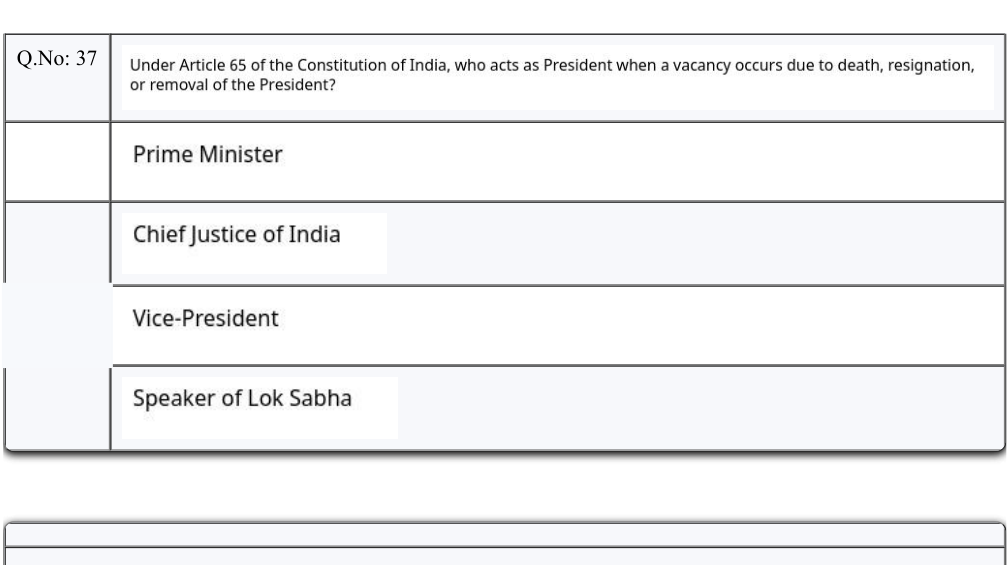 Q.No: 37
Under Article 65 of the Constitution of India, who acts as President when a vacancy occurs due to death, resignation,
or removal of the President?
Prime Minister
Chief Justice of India
Vice-President
Speaker of Lok Sabha